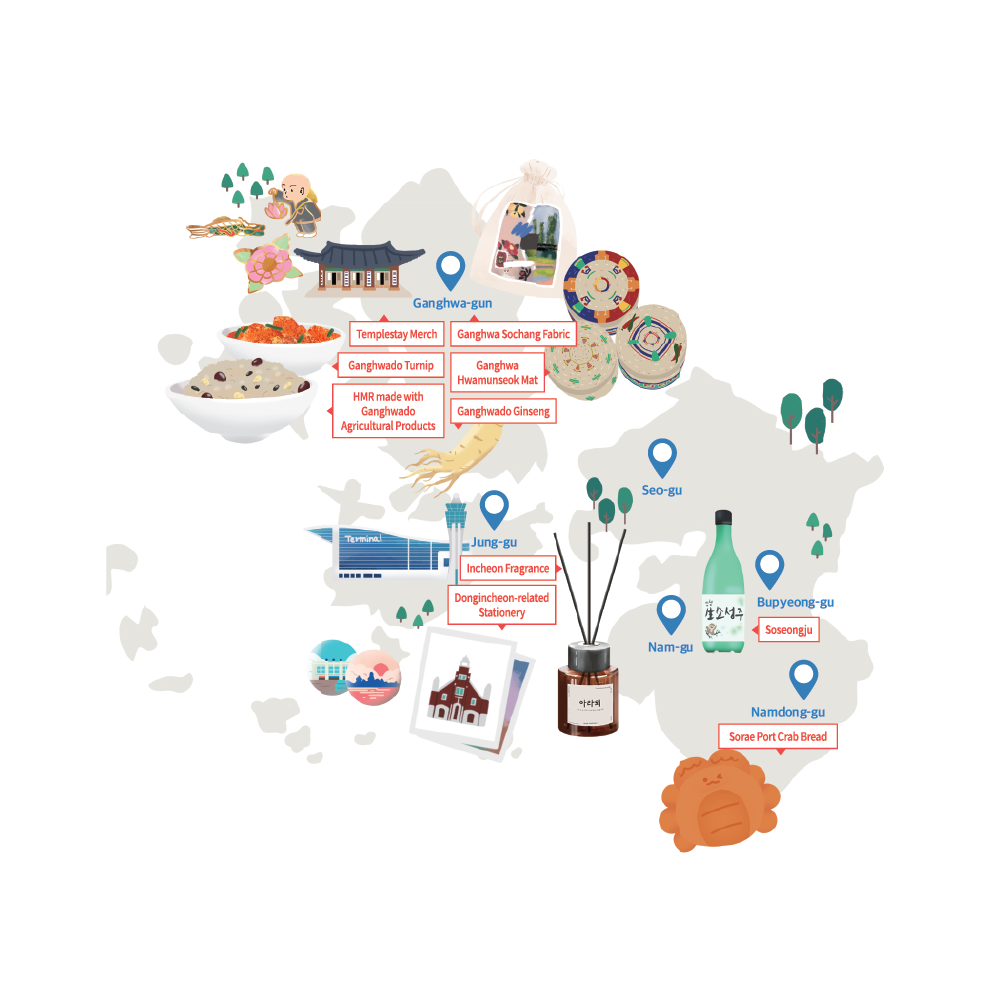 Ganghwa-gun
Templestay Merch
Ganghwa Sochang Fabric
Ganghwado Turnip
Ganghwa
Hwamunseok Mat
HMR made with
Ganghwado
Agricultural Products
Ganghwado Ginseng
Seo-gu
Terminal
Jung-gu
Incheon Fragrance
Dongincheon-related
Stationery
Bupyeong-gu
生소성주
Soseongju
Nam-gu
Namdong-gu
아라뵈
Sorae Port Crab Bread